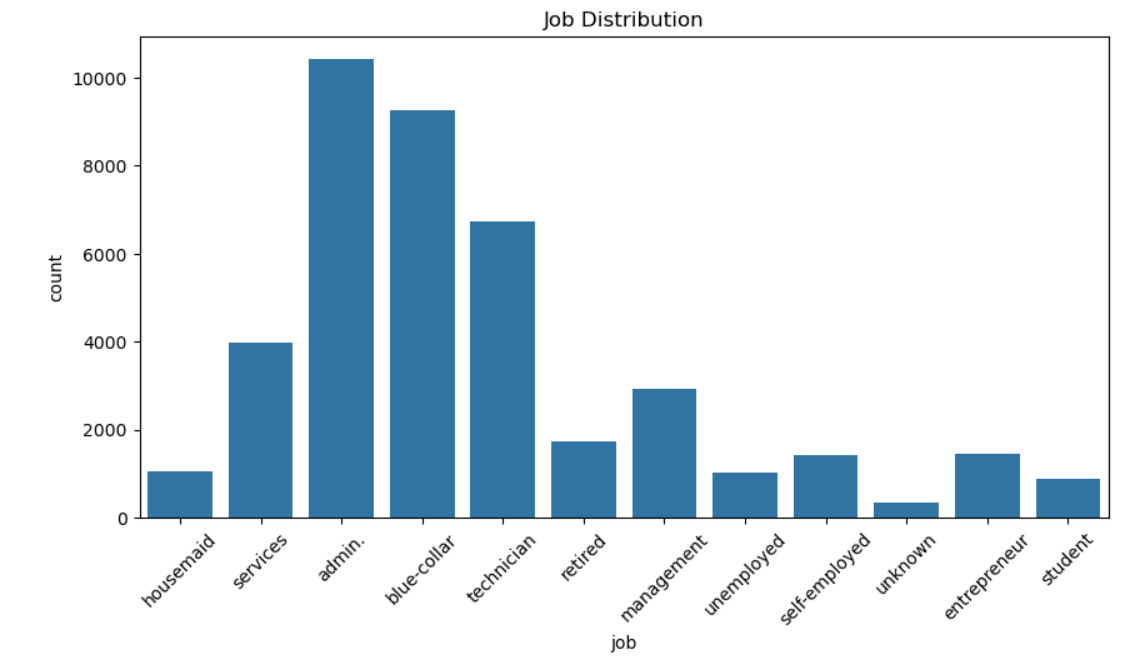 Job Distribution
10000
8000
6000
4000
2000
0
count
housemaid
services
admin.
blue-collar
technician
retired
management
unemployed
self-employed
unknown
entrepreneur
student
job